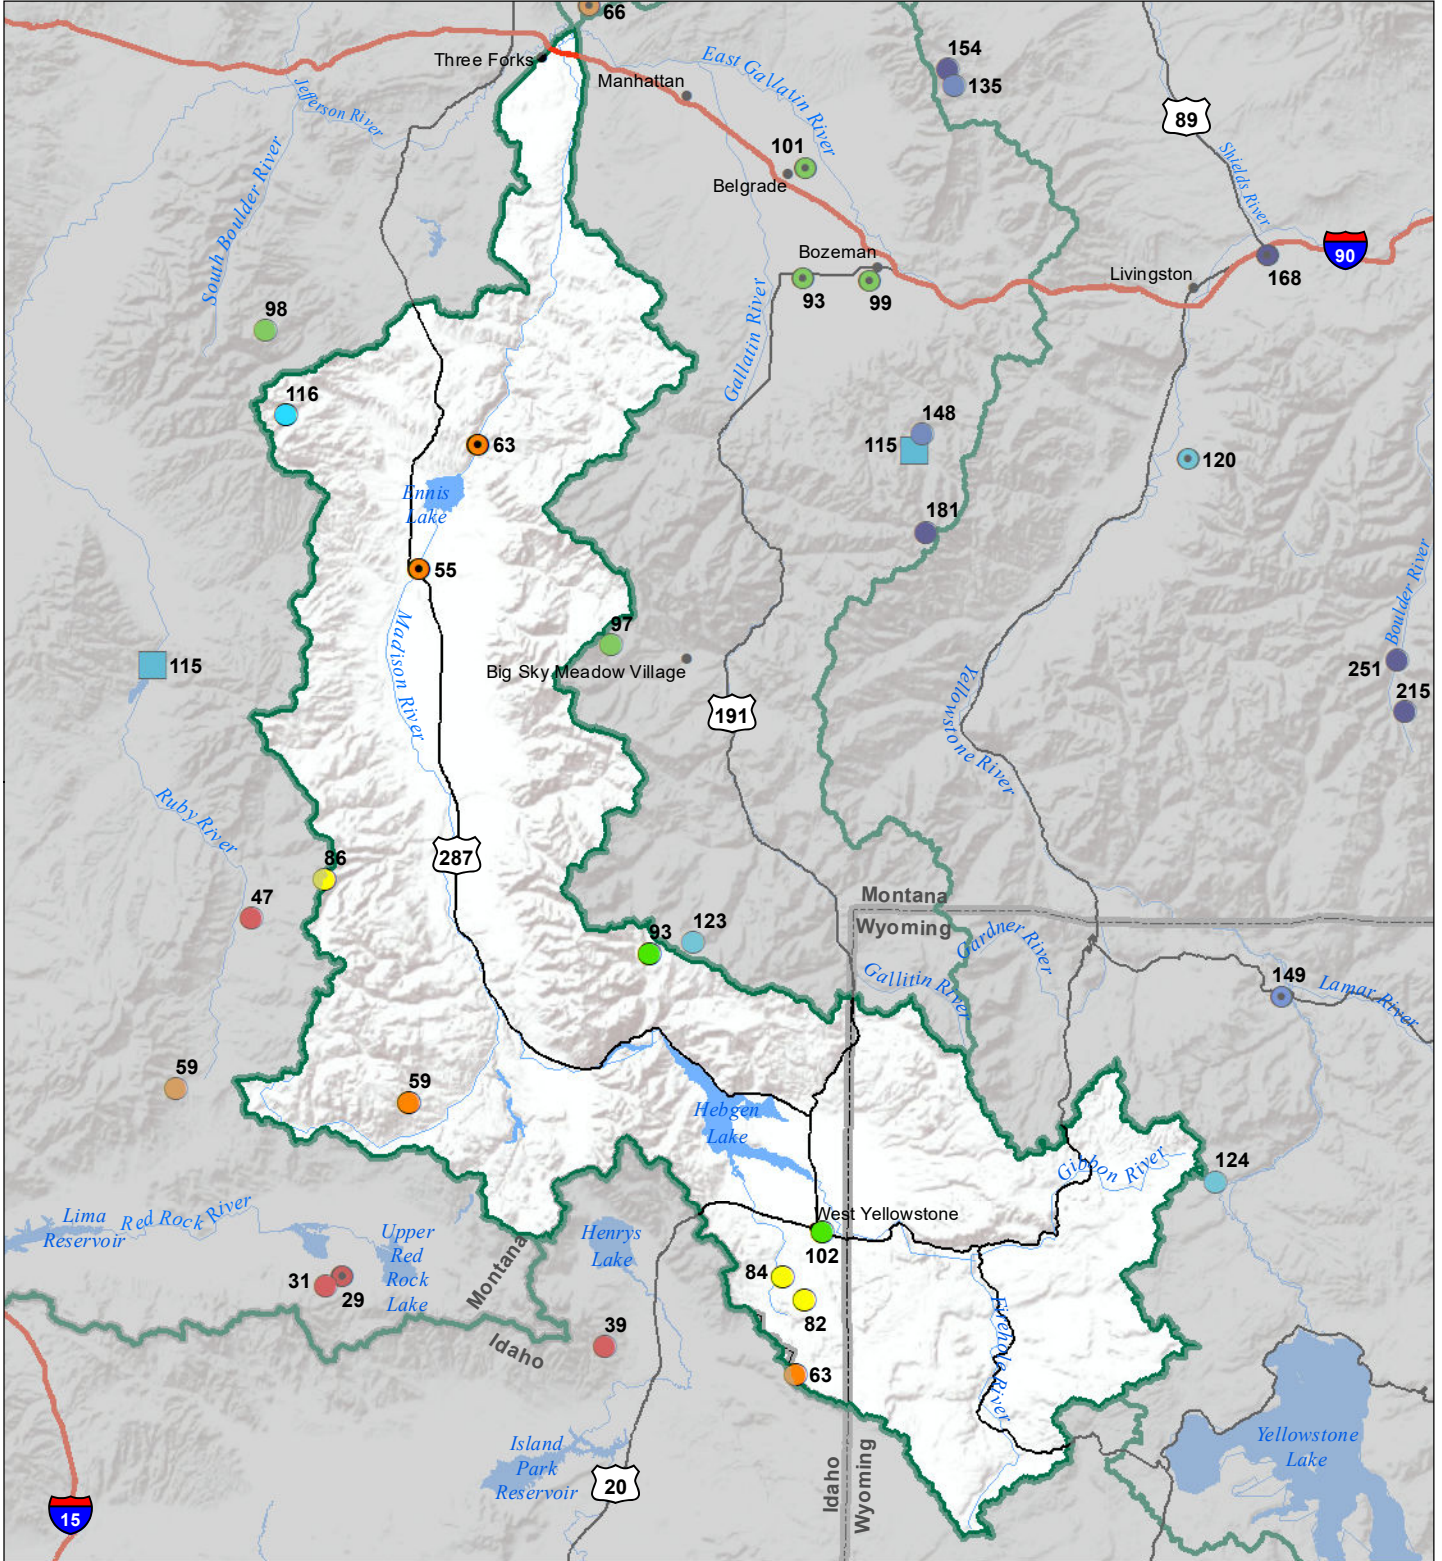 66
Three Forks
Manhattan
East Gallatin River
154
135
89
Jefferson River
South Boulder River
101
Belgrade
Shields River
Bozeman
93
99
Livingston
168
90
98
Gallatin River
116
63
148
115
120
Ennis
Lake
181
55
Boulder River
97
Madison River
Big Sky Meadow Village
115
251
215
191
Yellowstone River
Ruby River
287
86
47
Montana
Wyoming
93
123
Gardner River
Gallitin River
149
Lamar River
59
59
Hebgen
Lake
Gibbon River
124
Lima
Reservoir
Red Rock River
Upper
Red
Rock
Lake
Henrys
Lake
West Yellowstone
102
Montana
31
29
84
82
Firehole River
Idaho
39
63
Island
Park
Reservoir
20
Idaho
Wyoming
Yellowstone
Lake
15